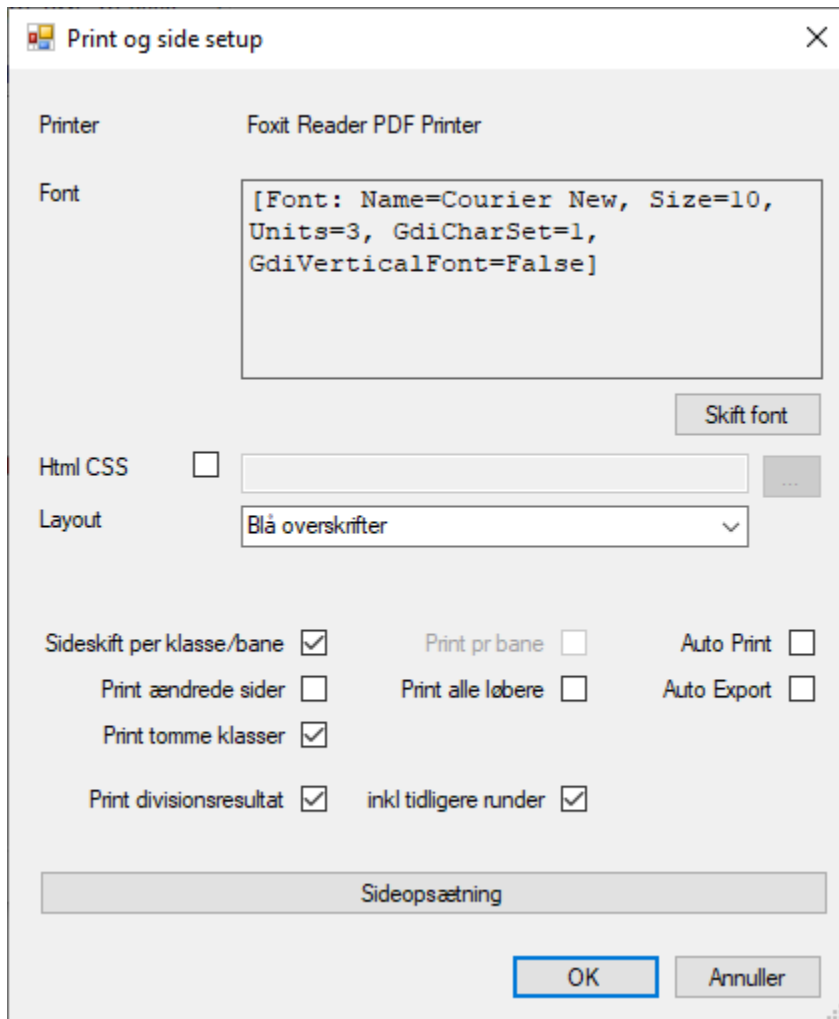 Print og side setup
Printer
Foxit Reader PDF Printer
Font
[Font: Name=Courier New, Size=10,
Units=3, GdiCharSet=1,
GdiVerticalFont=False]
Skift font
Html CSS
...
Layout
Blå overskrifter
Sideskift per klasse/bane
Print pr bane
Auto Print
Print ændrede sider
Print alle løbere
Auto Export
Print tomme klasser
Print divisionsresultat
inkl tidligere runder
Sideopsætning
OK
Annuller